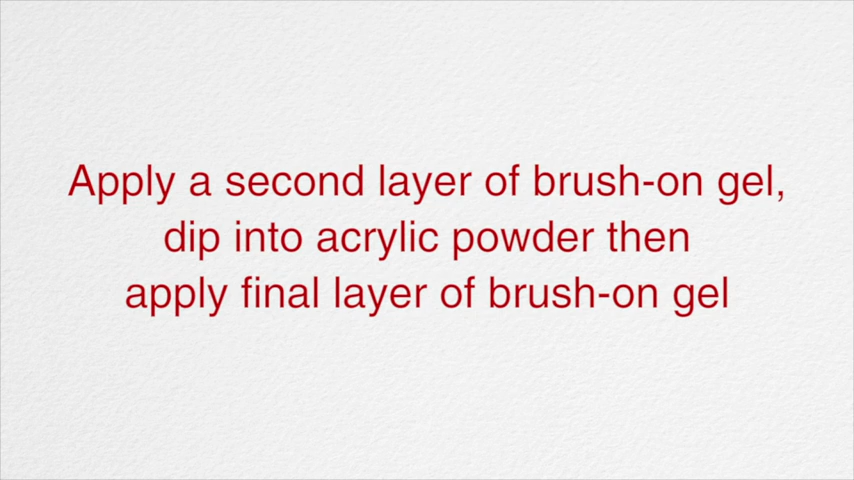 Apply a second layer of brush-on gel,
dip into acrylic powder then
apply final layer of brush-on gel